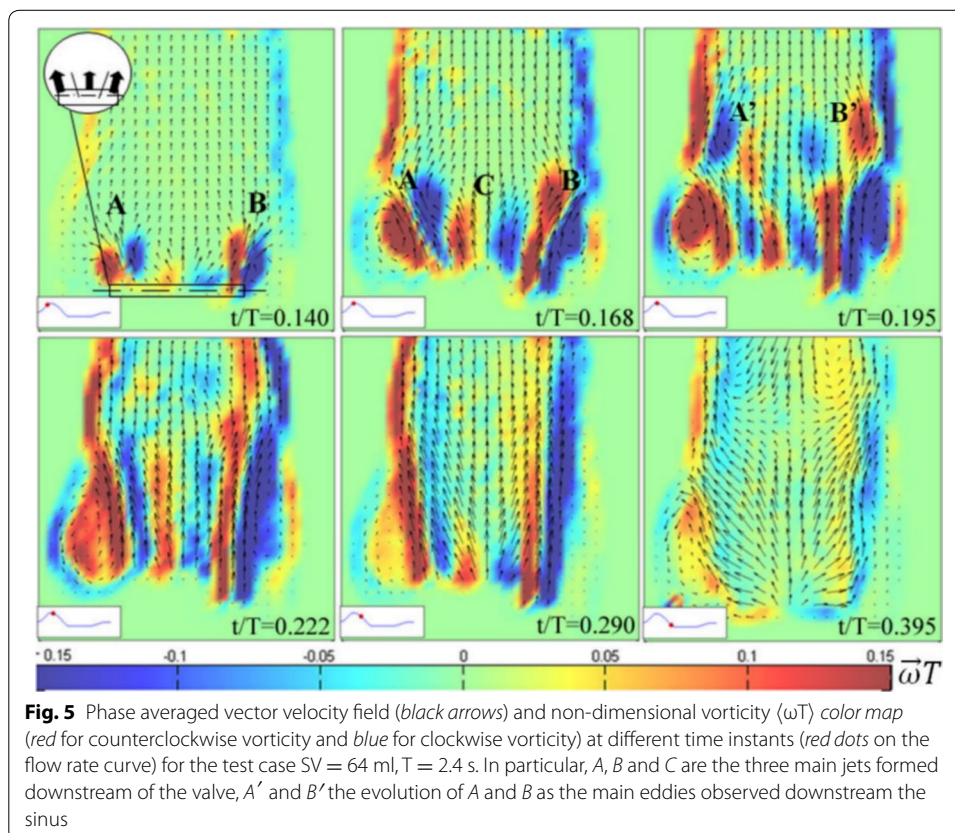 A
B
t/T=0.140
A
C
B
t/T=0.168
A'
B'
t/T=0.195
t/T=0.222
t/T=0.290
t/T=0.395
- 0.15 -0.1 -0.05 0 0.05 0.1 0.15
ω⃗T
Fig. 5 Phase averaged vector velocity field (black arrows) and non-dimensional vorticity ⟨ωT⟩ color map
(red for counterclockwise vorticity and blue for clockwise vorticity) at different time instants (red dots on the
flow rate curve) for the test case SV = 64 ml, T = 2.4 s. In particular, A, B and C are the three main jets formed
downstream of the valve, A′ and B′ the evolution of A and B as the main eddies observed downstream the
sinus